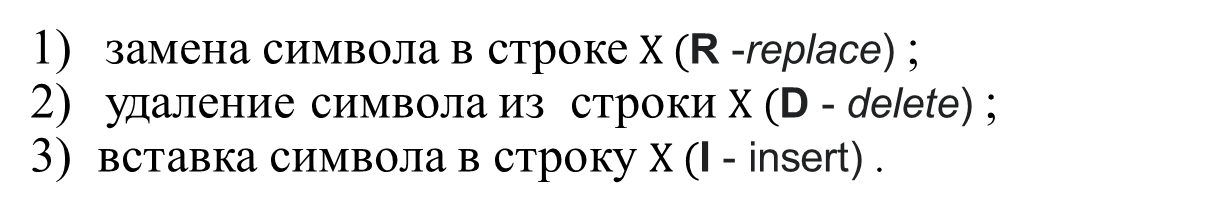 1) замена символа в строке X (R -replace) ;
2) удаление символа из строки X (D - delete) ;
3) вставка символа в строку X (I - insert) .